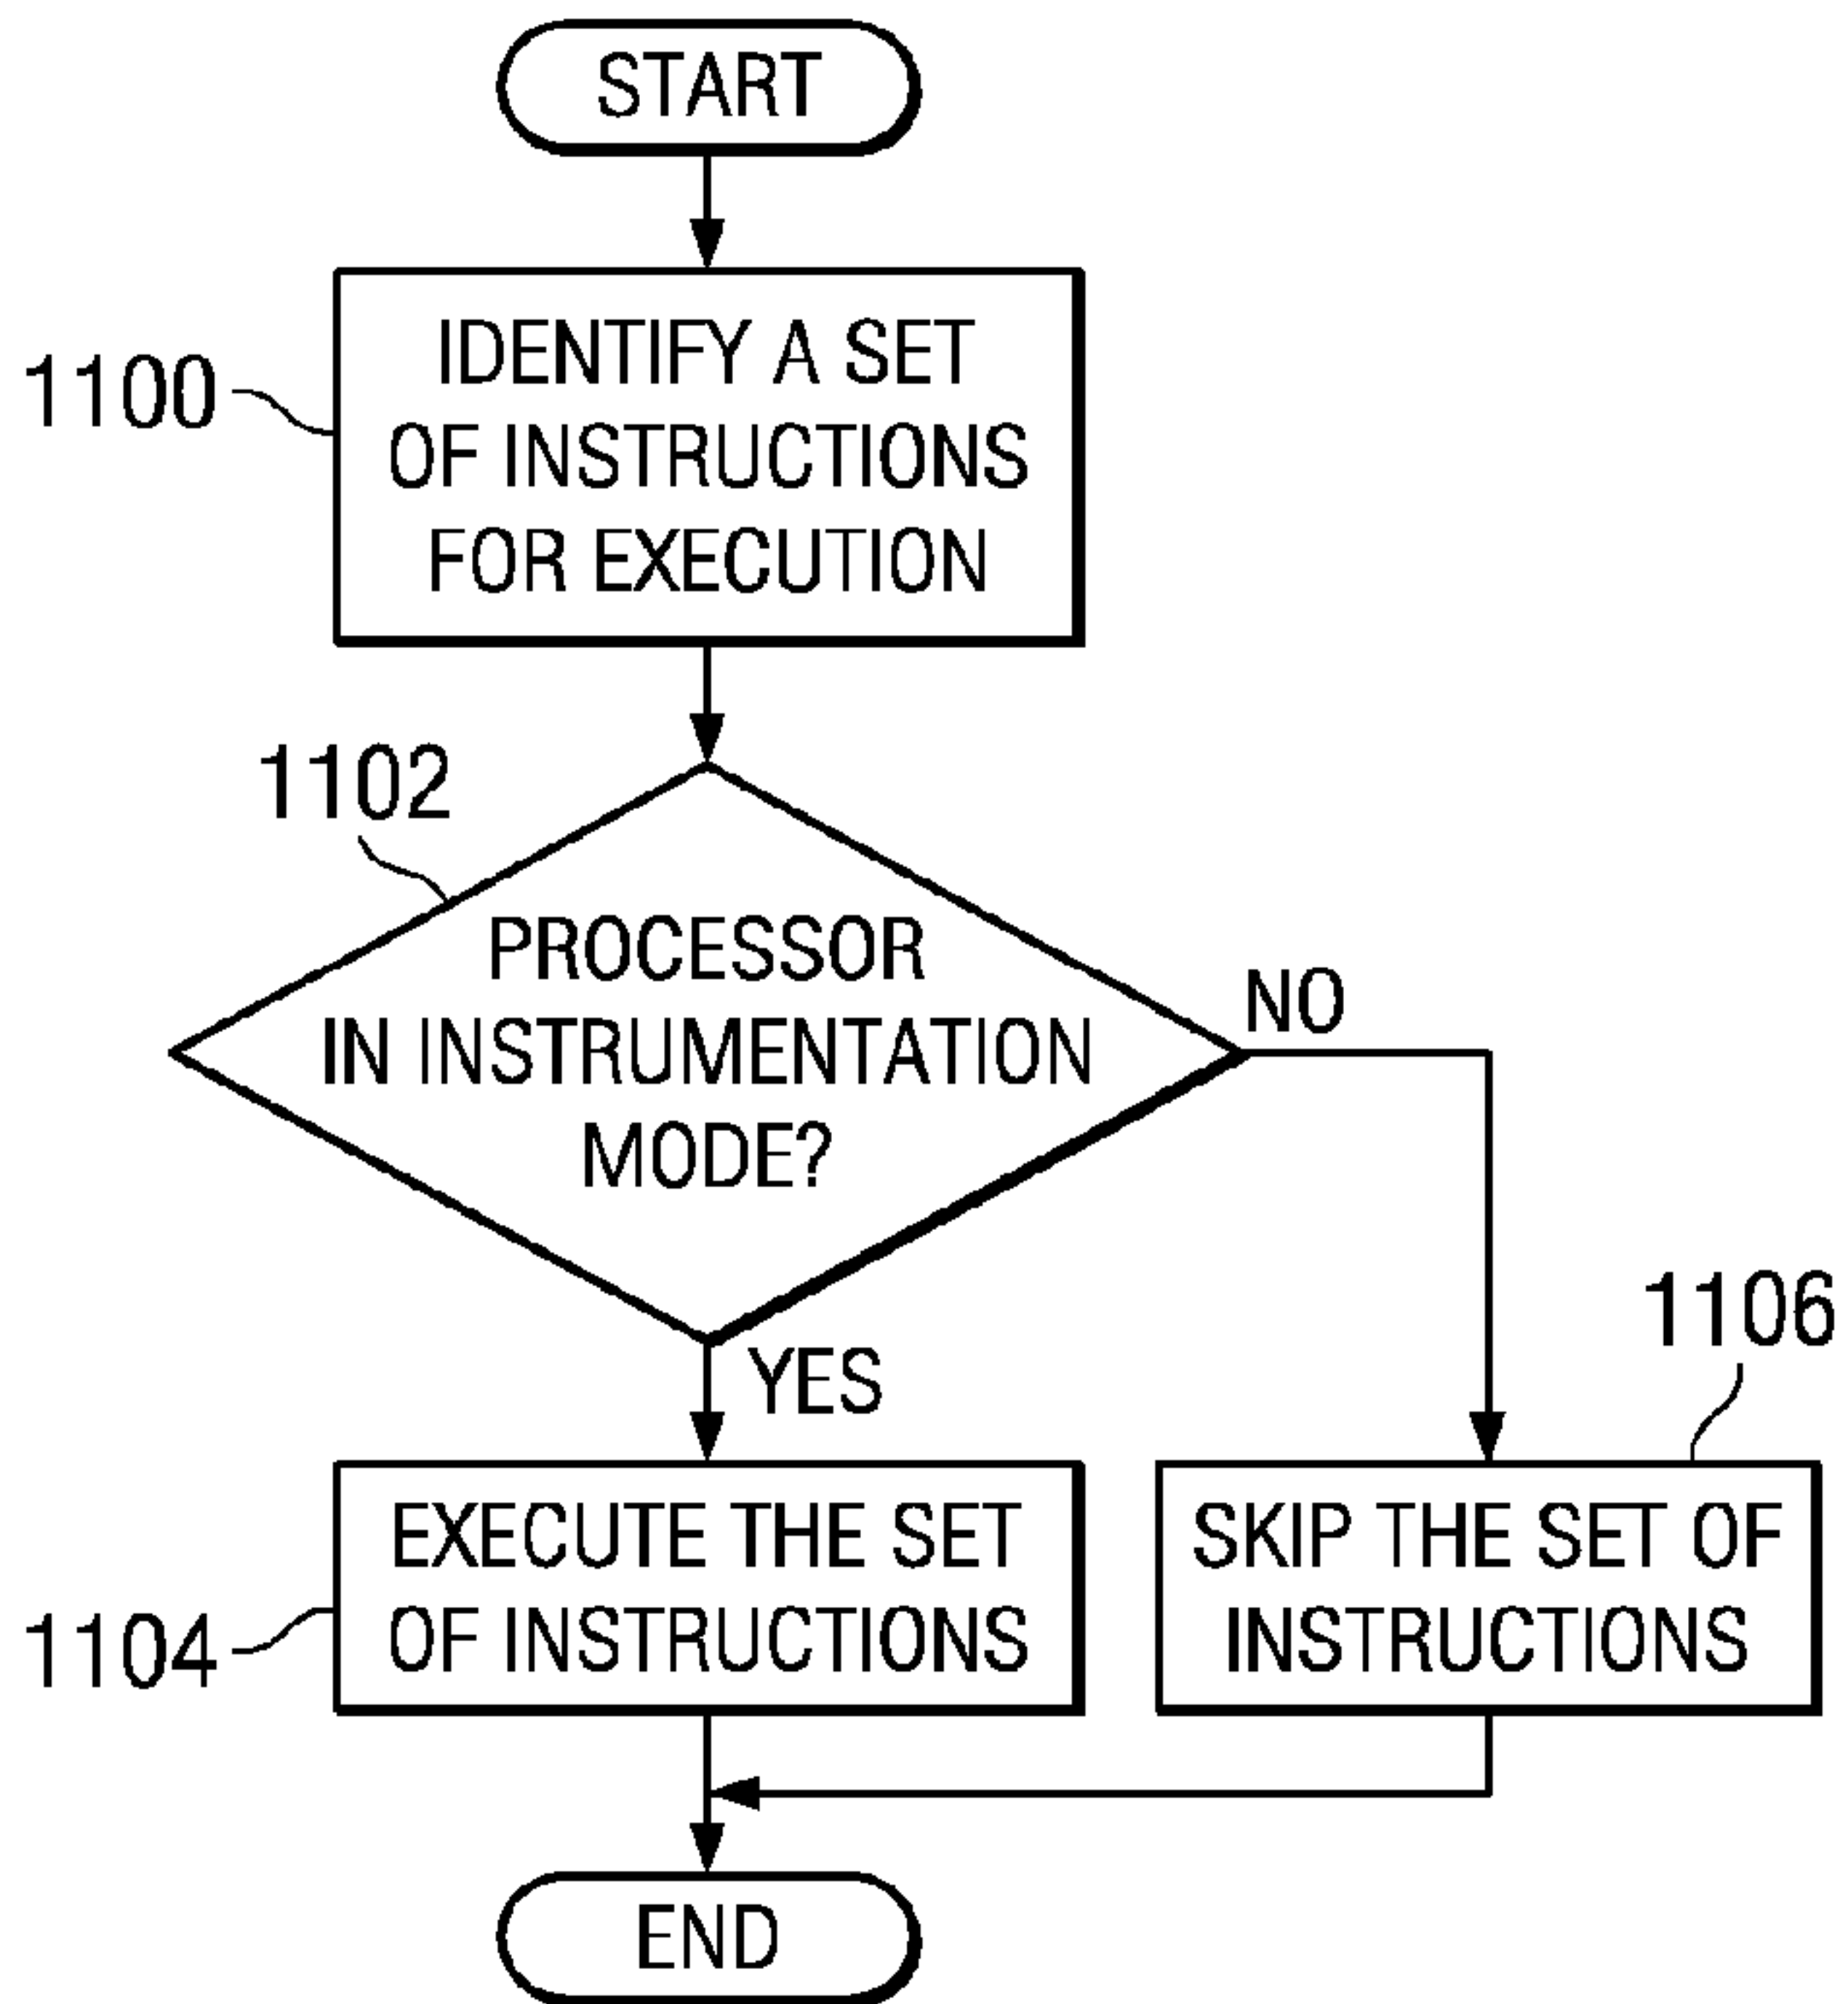 START
1100
IDENTIFY A SET
OF INSTRUCTIONS
FOR EXECUTION
1102
PROCESSOR
IN INSTRUMENTATION
MODE?
NO
YES
1106
EXECUTE THE SET
OF INSTRUCTIONS
1104
SKIP THE SET OF
INSTRUCTIONS
END